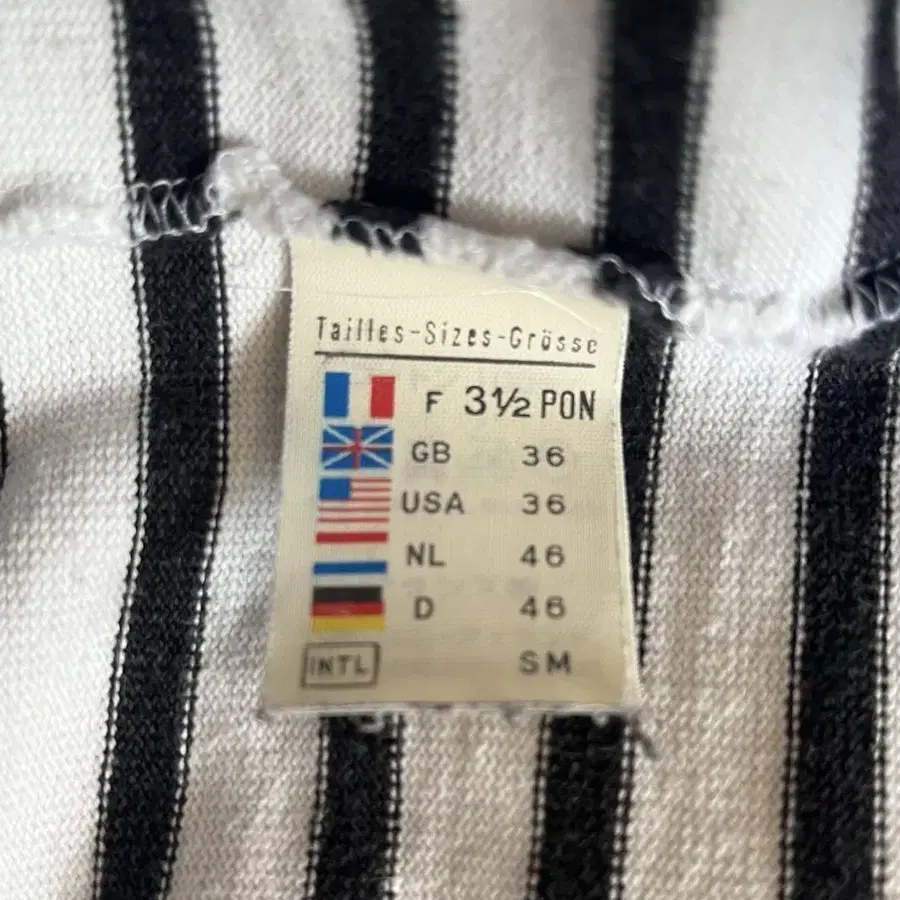 Tailles-Sizes-Grösse
F 3½ PON
GB 36
USA 36
NL 46
D 46
INTL SM